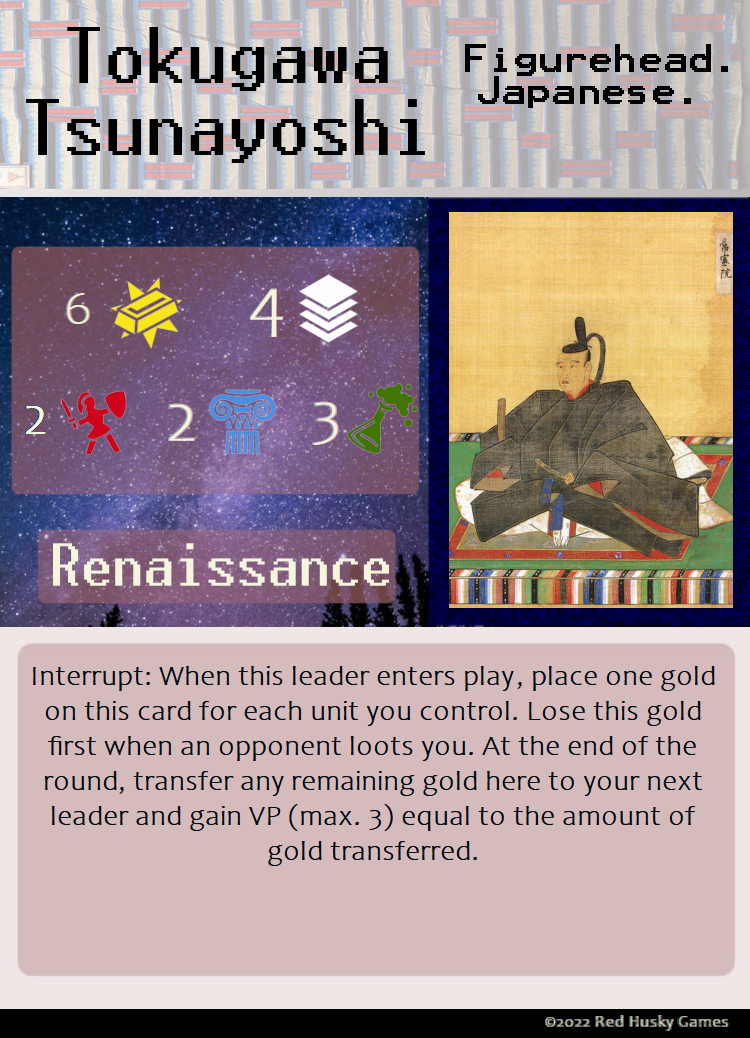 Tokugawa
Tsunayoshi
Figurehead.
Japanese.
6
4
2
2
3
Renaissance
Interrupt: When this leader enters play, place one gold
on this card for each unit you control. Lose this gold
first when an opponent loots you. At the end of the
round, transfer any remaining gold here to your next
leader and gain VP (max. 3) equal to the amount of
gold transferred.
©2022 Red Husky Games